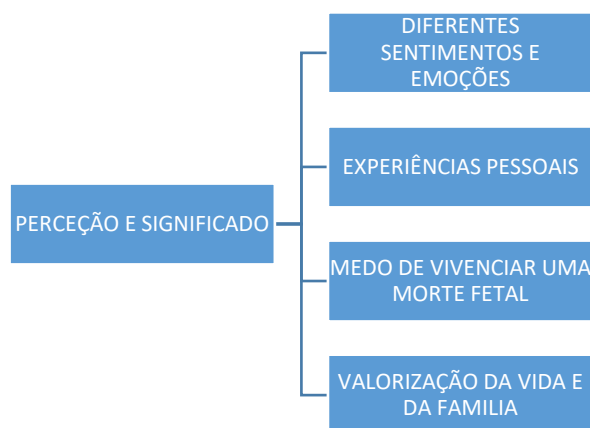 DIFERENTES
SENTIMENTOS E
EMOÇÕES
EXPERIÊNCIAS PESSOAIS
PERCEÇÃO E SIGNIFICADO
MEDO DE VIVENCIAR UMA
MORTE FETAL
VALORIZAÇÃO DA VIDA E
DA FAMILIA